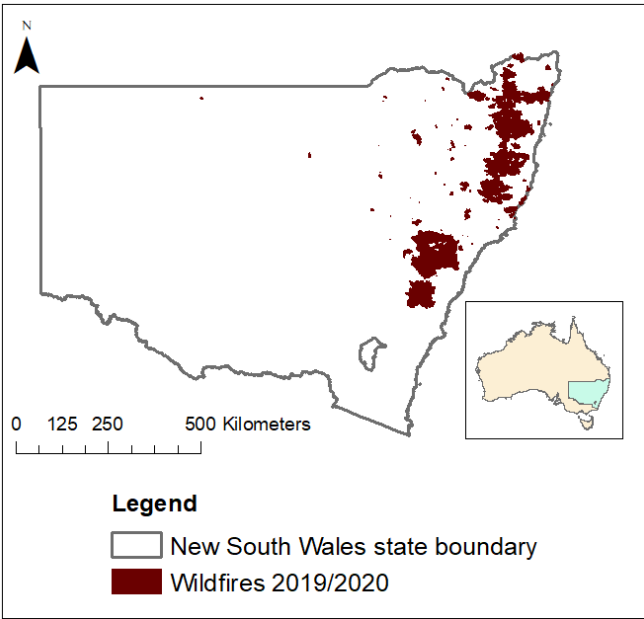 N
0 125 250 500 Kilometers
Legend
New South Wales state boundary
Wildfires 2019/2020